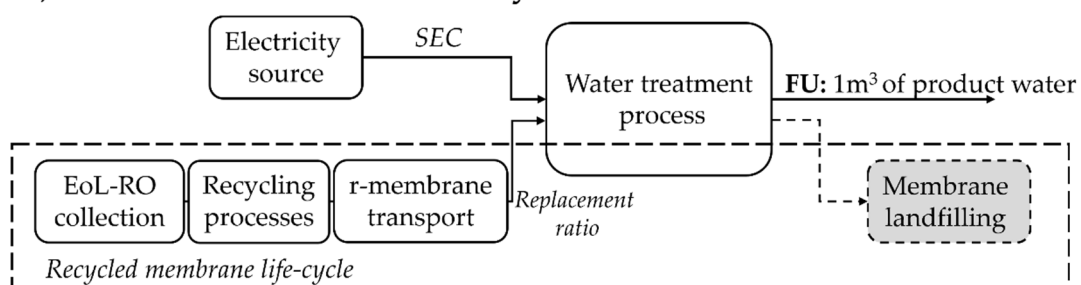 Electricity
source
SEC
Water treatment
process
FU: 1m³ of product water
EoL-RO
collection
Recycling
processes
r-membrane
transport
Replacement
ratio
Membrane
landfilling
Recycled membrane life-cycle